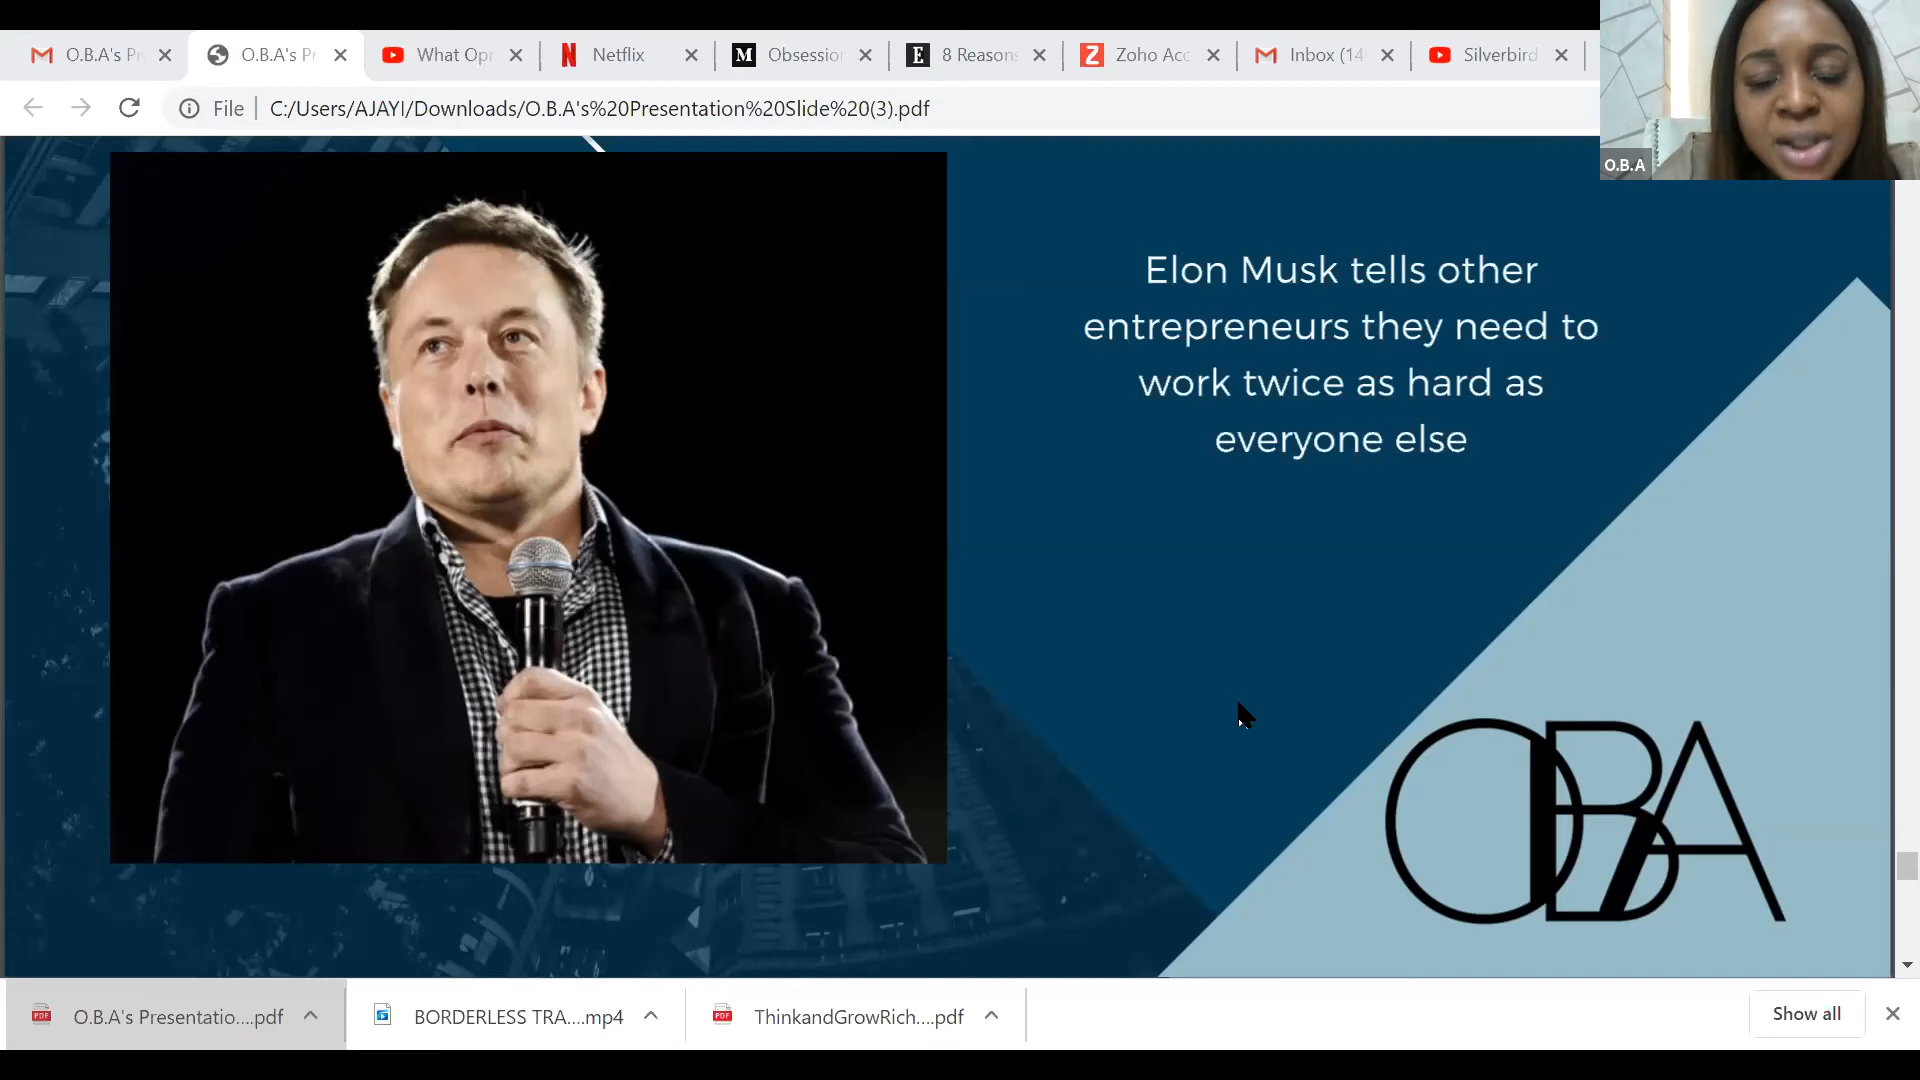 O.B.A's Pr
O.B.A's Pr
What Opr
Netflix
Obsession
8 Reasons
Zoho Acc
Inbox (14
Silverbird
File
C:/Users/AJAYI/Downloads/O.B.A's%20Presentation%20Slide%20(3).pdf
O.B.A
Elon Musk tells other
entrepreneurs they need to
work twice as hard as
everyone else
OBA
O.B.A's Presentatio....pdf
BORDERLESS TRA....mp4
ThinkandGrowRich....pdf
Show all